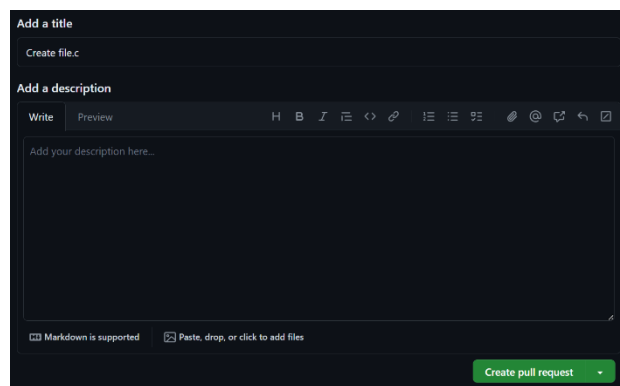 Add a title
Create file.c
Add a description
Write Preview
Add your description here...
Markdown is supported Paste, drop, or click to add files
Create pull request